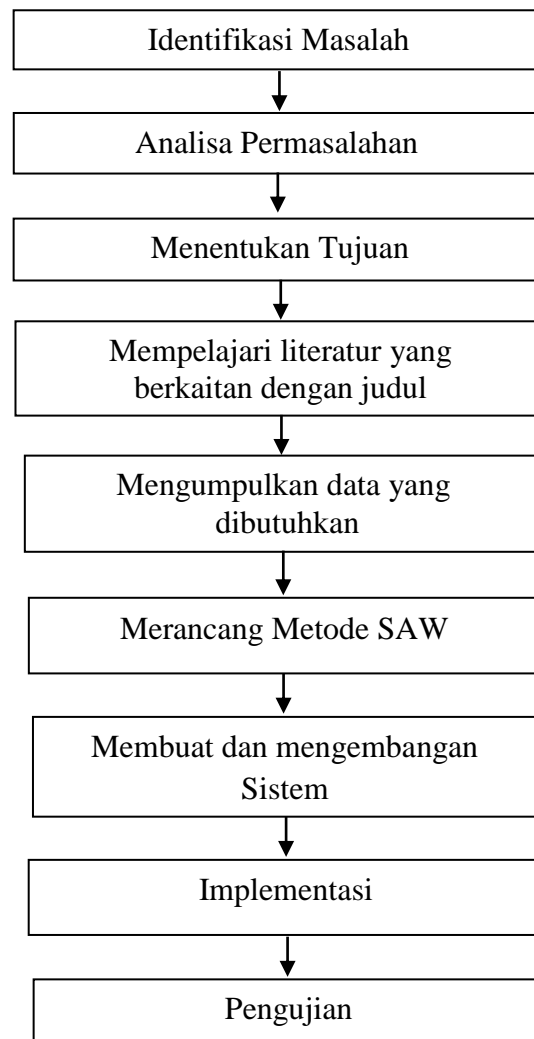 Identifikasi Masalah
Analisa Permasalahan
Menentukan Tujuan
Mempelajari literatur yang
berkaitan dengan judul
Mengumpulkan data yang
dibutuhkan
Merancang Metode SAW
Membuat dan mengembangan
Sistem
Implementasi
Pengujian